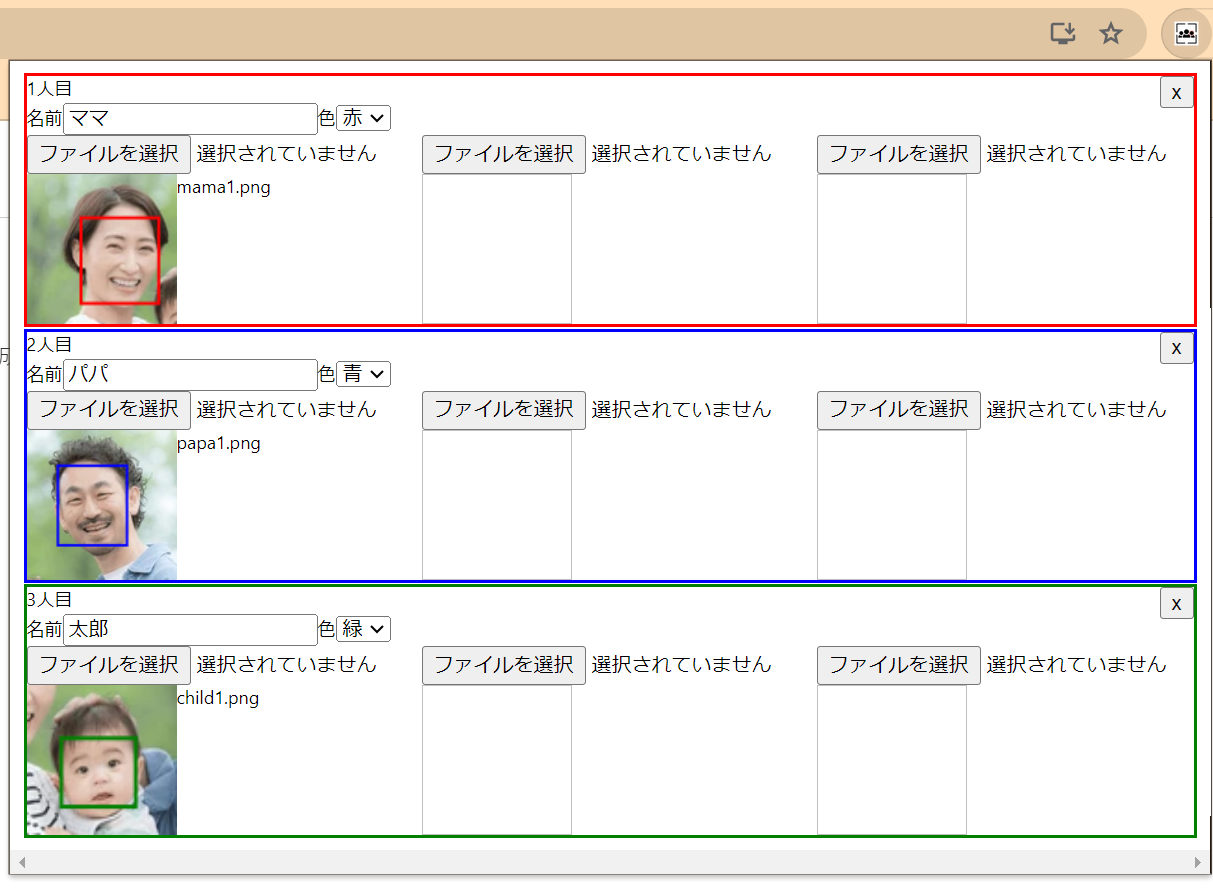 1人目
x
名前 ママ 色 赤
ファイルを選択 選択されていません ファイルを選択 選択されていません ファイルを選択 選択されていません
mama1.png
2人目
x
名前 パパ 色 青
ファイルを選択 選択されていません ファイルを選択 選択されていません ファイルを選択 選択されていません
papa1.png
3人目
x
名前 太郎 色 緑
ファイルを選択 選択されていません ファイルを選択 選択されていません ファイルを選択 選択されていません
child1.png